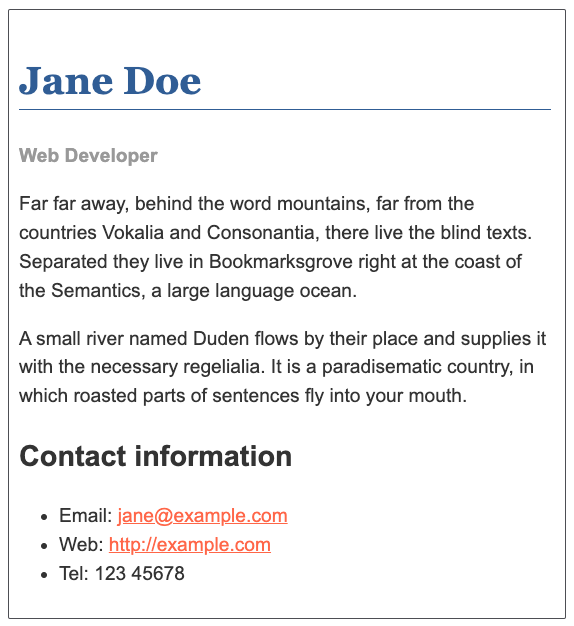 Jane Doe
Web Developer
Far far away, behind the word mountains, far from the
countries Vokalia and Consonantia, there live the blind texts.
Separated they live in Bookmarksgrove right at the coast of
the Semantics, a large language ocean.
A small river named Duden flows by their place and supplies it
with the necessary regelialia. It is a paradisematic country, in
which roasted parts of sentences fly into your mouth.
Contact information
• Email: jane@example.com
• Web: http://example.com
• Tel: 123 45678